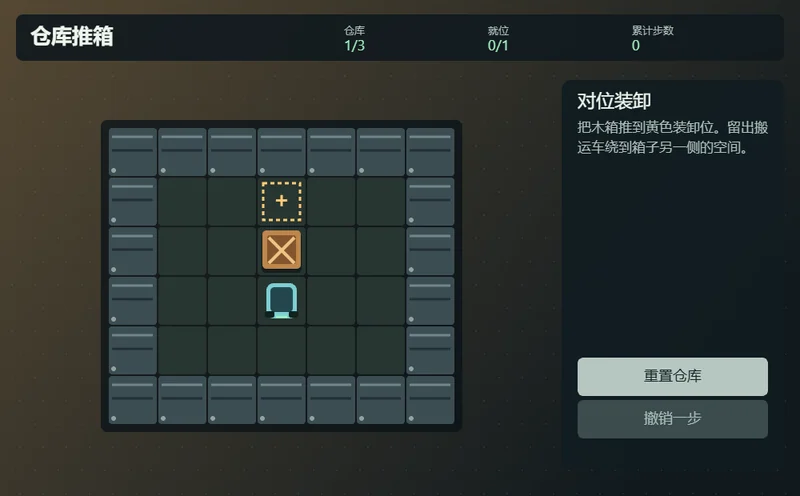 仓库推箱
仓库
1/3
就位
0/1
累计步数
0
对位装卸
把木箱推到黄色装卸位。留出搬
运车绕到箱子另一侧的空间。
重置仓库
撤销一步